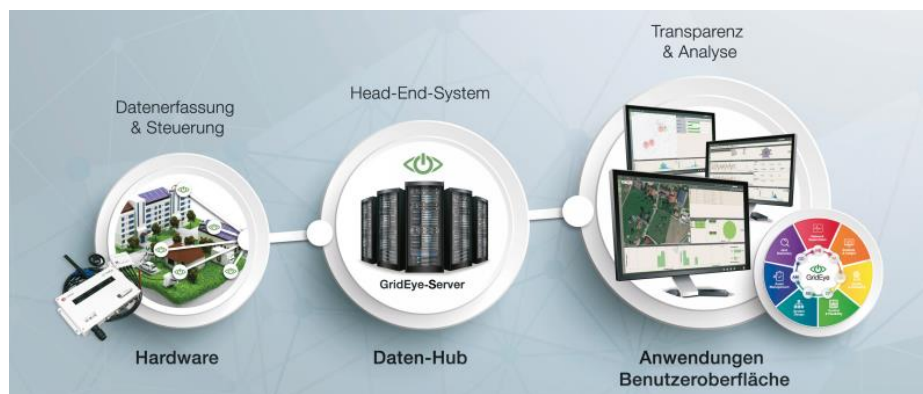 Datenerfassung
& Steuerung
Hardware
Head-End-System
GridEye-Server
Daten-Hub
Transparenz
& Analyse
GridEye
Anwendungen
Benutzeroberfläche